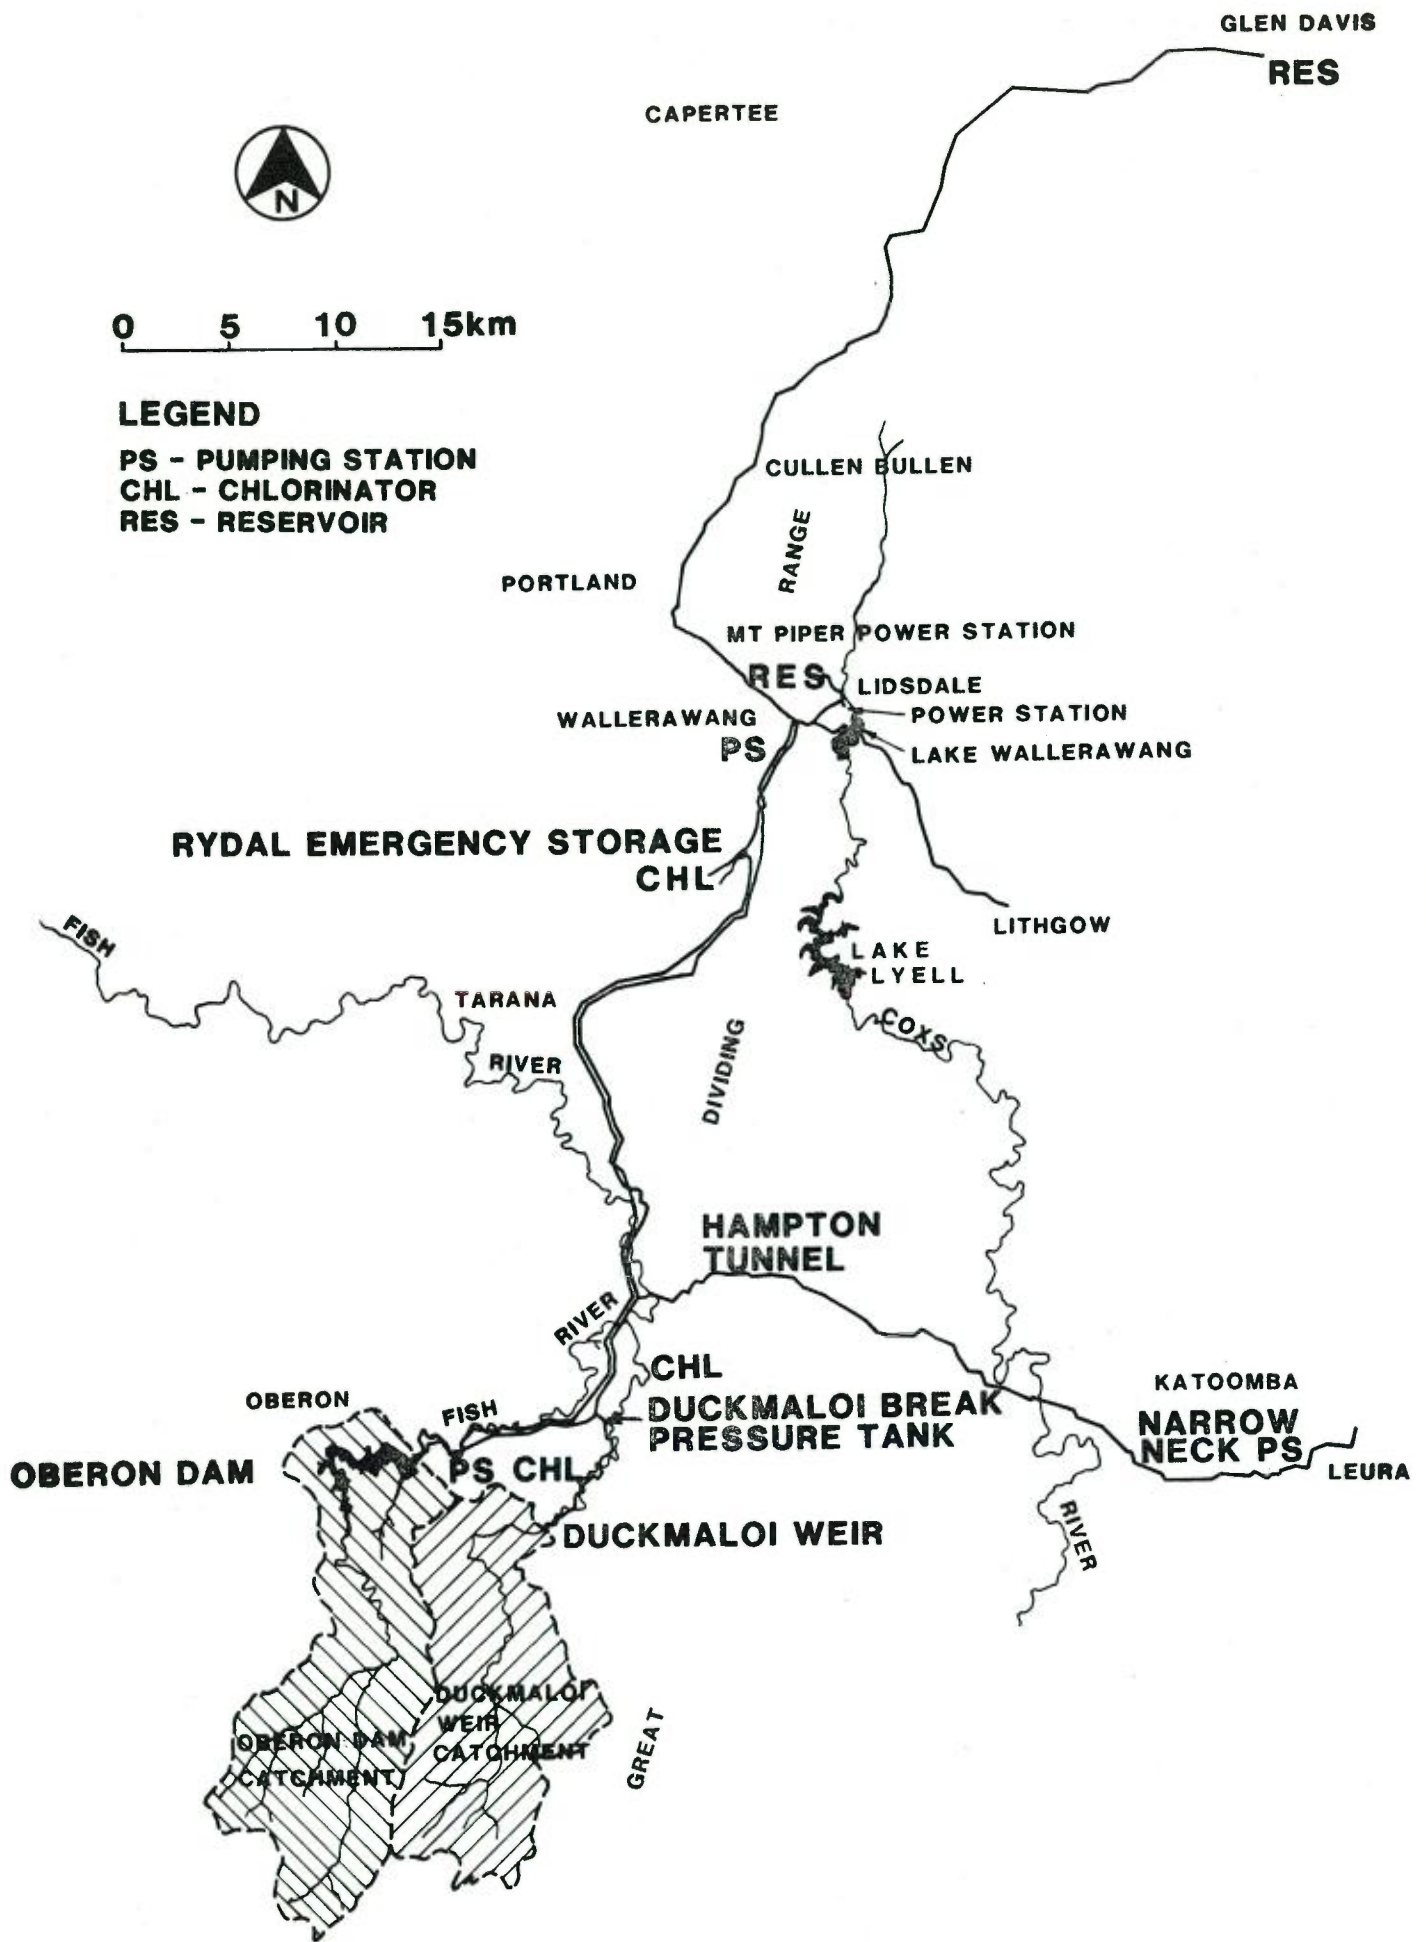 GLEN DAVIS
RES
CAPERTEE
N
0 5 10 15km
LEGEND
PS - PUMPING STATION
CHL - CHLORINATOR
RES - RESERVOIR
CULLEN BULLEN
RANGE
PORTLAND
MT PIPER POWER STATION
RES
LIDSDALE
POWER STATION
WALLERAWANG
PS
LAKE WALLERAWANG
RYDAL EMERGENCY STORAGE
CHL
LITHGOW
FISH
LAKE
LYELL
TARANA
COXS
RIVER
DIVIDING
HAMPTON
TUNNEL
RIVER
CHL
KATOOMBA
OBERON
FISH
DUCKMALOI BREAK
PRESSURE TANK
NARROW
NECK PS
OBERON DAM
PS CHL
LEURA
DUCKMALOI WEIR
RIVER
DUCKMALOI
WEIR
CATCHMENT
OBERON DAM
CATCHMENT
GREAT